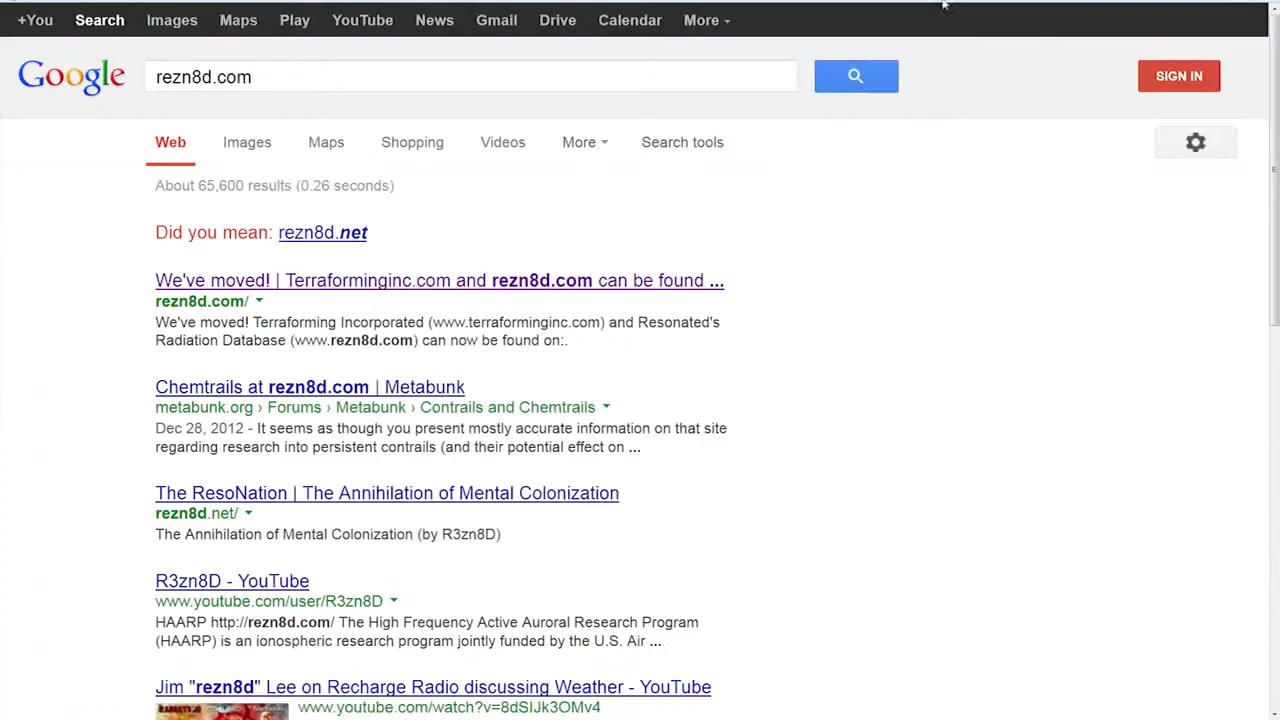 +You Search Images Maps Play YouTube News Gmail Drive Calendar More
Google rezn8d.com SIGN IN
Web Images Maps Shopping Videos More Search tools
About 65,600 results (0.26 seconds)
Did you mean: rezn8d.net
We've moved! | Terraforminginc.com and rezn8d.com can be found ...
rezn8d.com/
We've moved! Terraforming Incorporated (www.terraforminginc.com) and Resonated's
Radiation Database (www.rezn8d.com) can now be found on:.
Chemtrails at rezn8d.com | Metabunk
metabunk.org › Forums › Metabunk › Contrails and Chemtrails
Dec 28, 2012 - It seems as though you present mostly accurate information on that site
regarding research into persistent contrails (and their potential effect on ...
The ResoNation | The Annihilation of Mental Colonization
rezn8d.net/
The Annihilation of Mental Colonization (by R3zn8D)
R3zn8D - YouTube
www.youtube.com/user/R3zn8D
HAARP http://rezn8d.com/ The High Frequency Active Auroral Research Program
(HAARP) is an ionospheric research program jointly funded by the U.S. Air ...
Jim "rezn8d" Lee on Recharge Radio discussing Weather - YouTube
www.youtube.com/watch?v=8dSIJk3OMv4